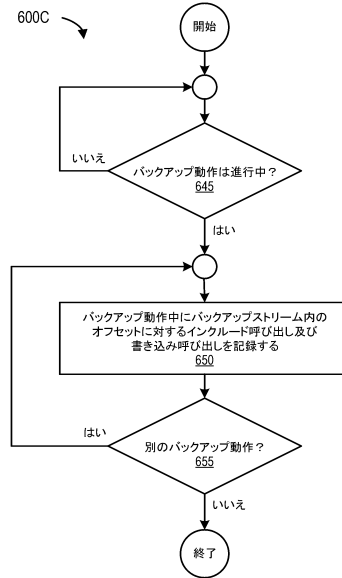 600C
開始
いいえ
バックアップ動作は進行中?
645
はい
バックアップ動作中にバックアップストリーム内の
オフセットに対するインクルード呼び出し及び
書き込み呼び出しを記録する
650
はい
別のバックアップ動作?
655
いいえ
終了